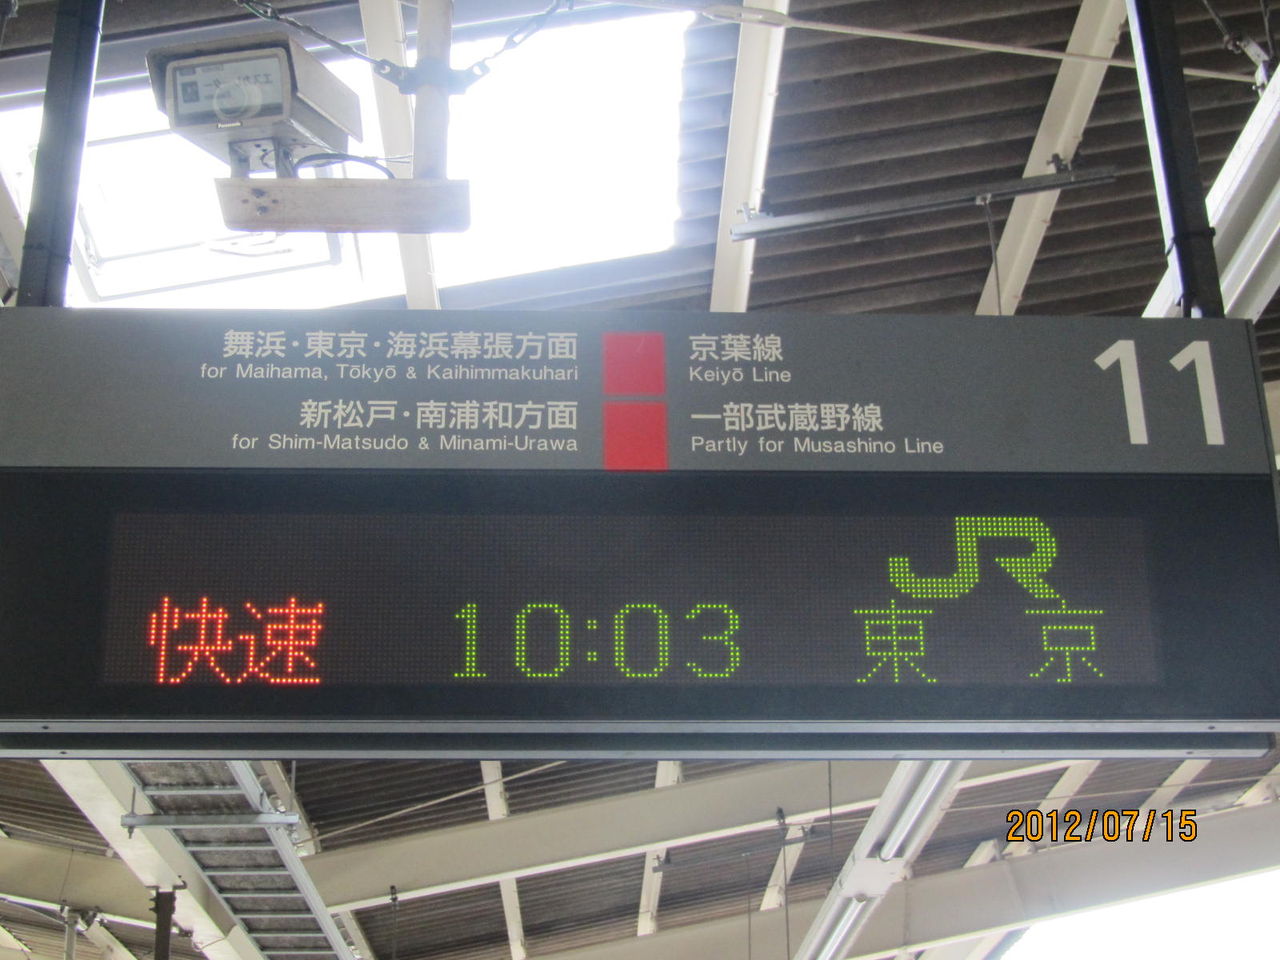 Panasonic
舞浜・東京・海浜幕張方面
for Maihama, Tōkyō & Kaihimmakuhari
京葉線
Keiyō Line
新松戸・南浦和方面
for Shim-Matsudo & Minami-Urawa
一部武蔵野線
Partly for Musashino Line
11
JR
快速 10:03 東京
2012/07/15